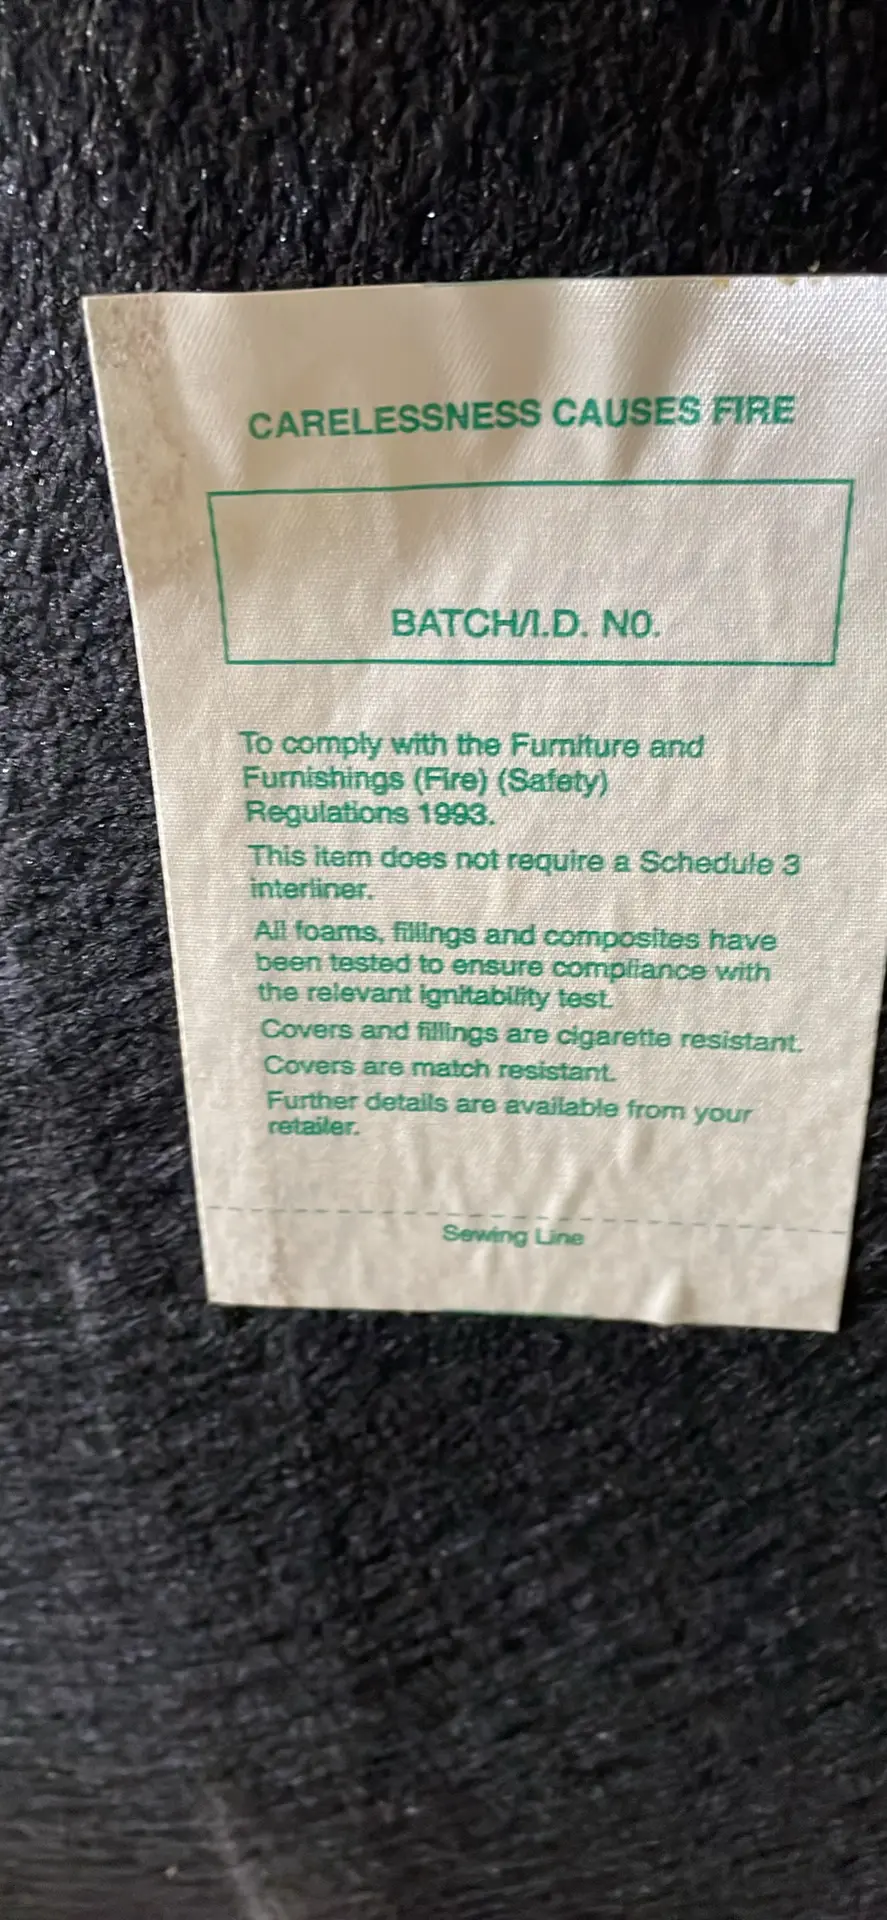 CARELESSNESS CAUSES FIRE
BATCH/I.D. NO.
To comply with the Furniture and
Furnishings (Fire) (Safety)
Regulations 1993.
This item does not require a Schedule 3
interliner.
All foams, fillings and composites have
been tested to ensure compliance with
the relevant ignitability test.
Covers and fillings are cigarette resistant.
Covers are match resistant.
Further details are available from your
retailer.
Sewing Line